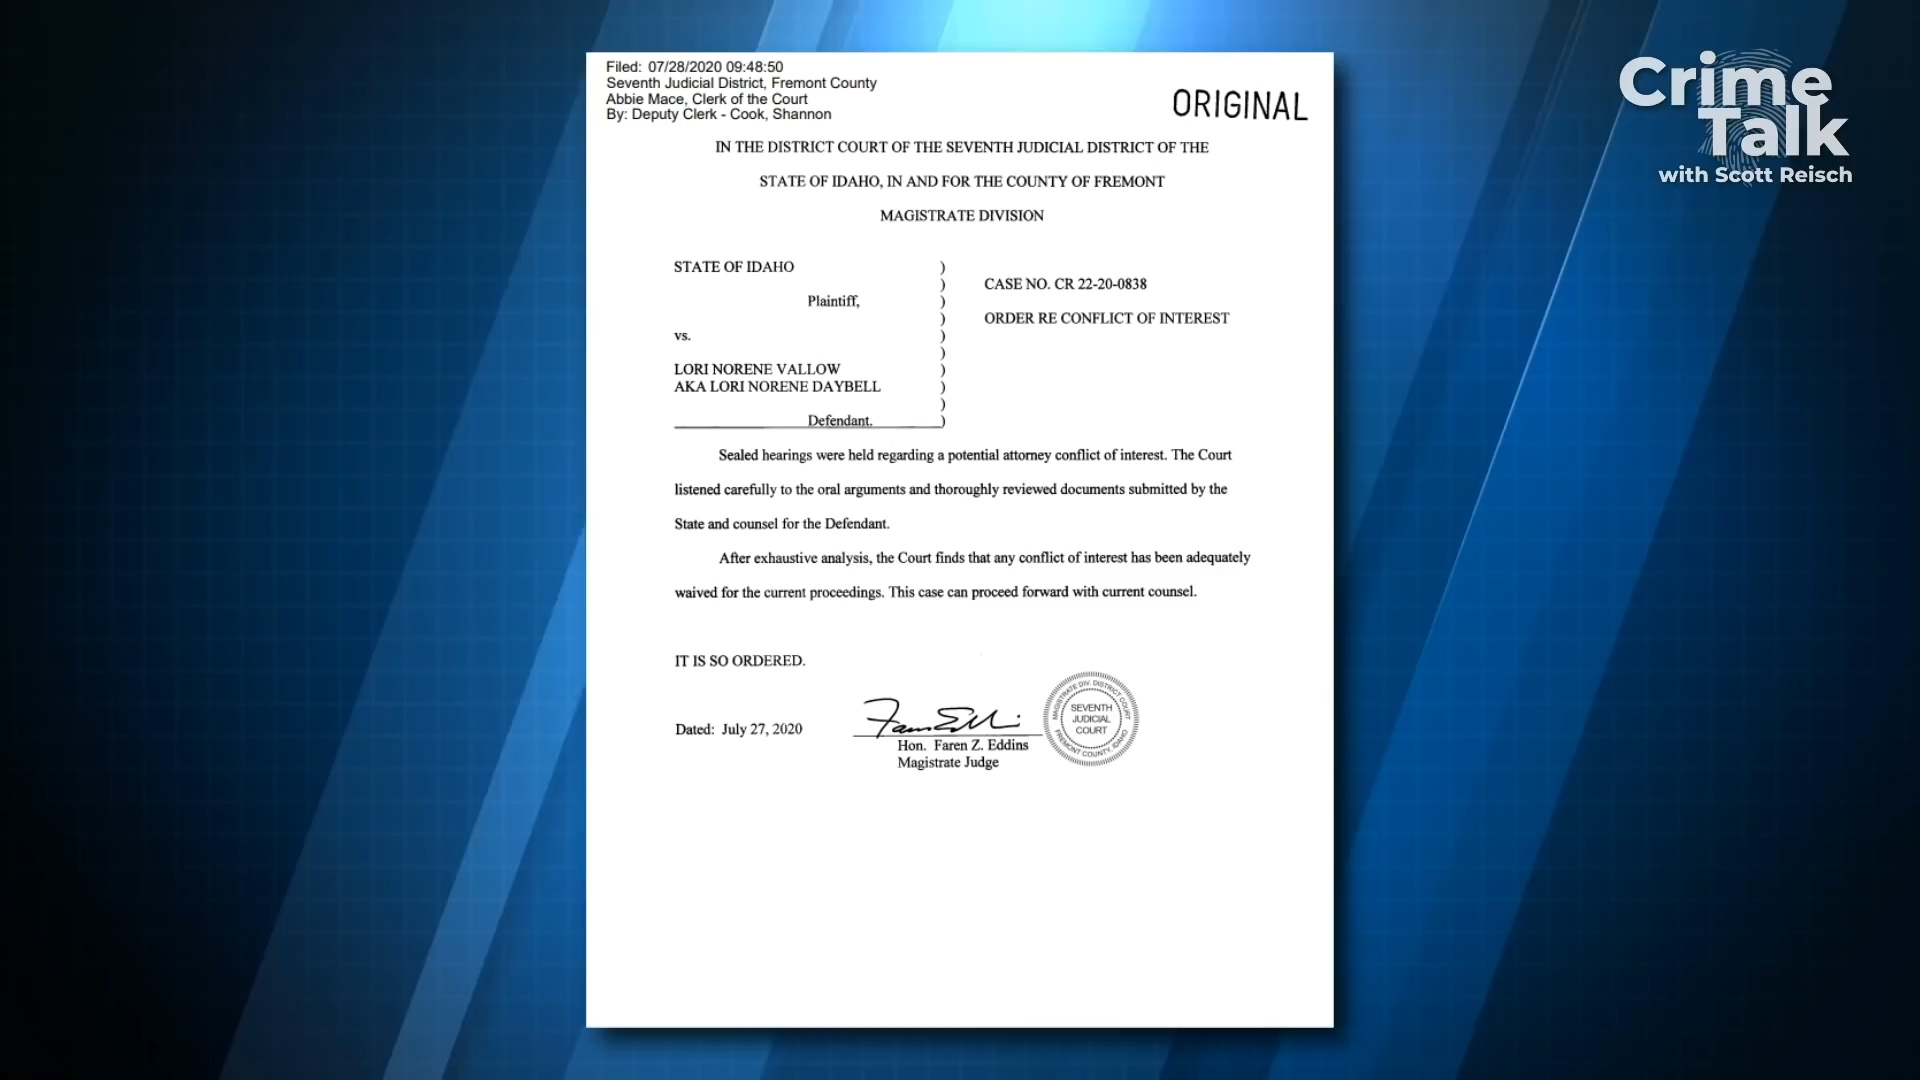 Filed: 07/28/2020 09:48:50
Seventh Judicial District, Fremont County
Abbie Mace, Clerk of the Court
By: Deputy Clerk - Cook, Shannon
ORIGINAL
Crime
Talk
with Scott Reisch
IN THE DISTRICT COURT OF THE SEVENTH JUDICIAL DISTRICT OF THE
STATE OF IDAHO, IN AND FOR THE COUNTY OF FREMONT
MAGISTRATE DIVISION
STATE OF IDAHO )
) CASE NO. CR 22-20-0838
Plaintiff, )
) ORDER RE CONFLICT OF INTEREST
vs. )
)
LORI NORENE VALLOW )
AKA LORI NORENE DAYBELL )
)
Defendant. )
Sealed hearings were held regarding a potential attorney conflict of interest. The Court
listened carefully to the oral arguments and thoroughly reviewed documents submitted by the
State and counsel for the Defendant.
After exhaustive analysis, the Court finds that any conflict of interest has been adequately
waived for the current proceedings. This case can proceed forward with current counsel.
IT IS SO ORDERED.
Dated: July 27, 2020
Hon. Faren Z. Eddins
Magistrate Judge
MAGISTRATE DIV. DISTRICT COURT
SEVENTH
JUDICIAL
COURT
FREMONT COUNTY, IDAHO